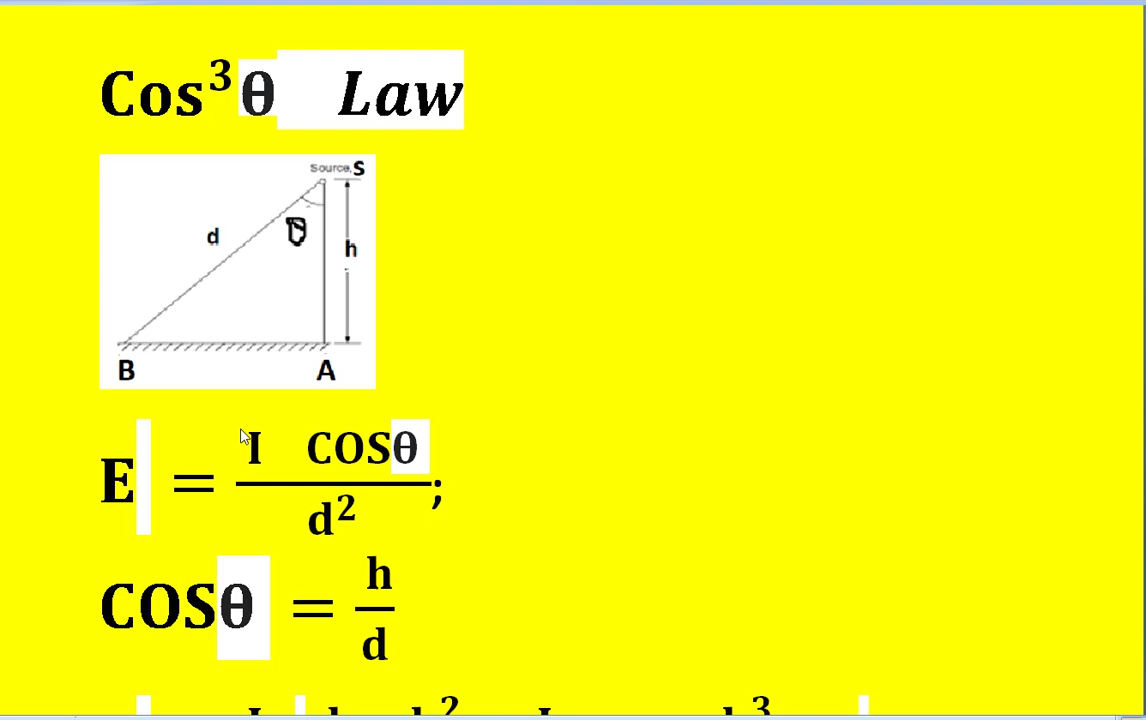 Cos³θ Law
Source, S
d θ h
B A
E = I COSθ / d² ;
COSθ = h / d